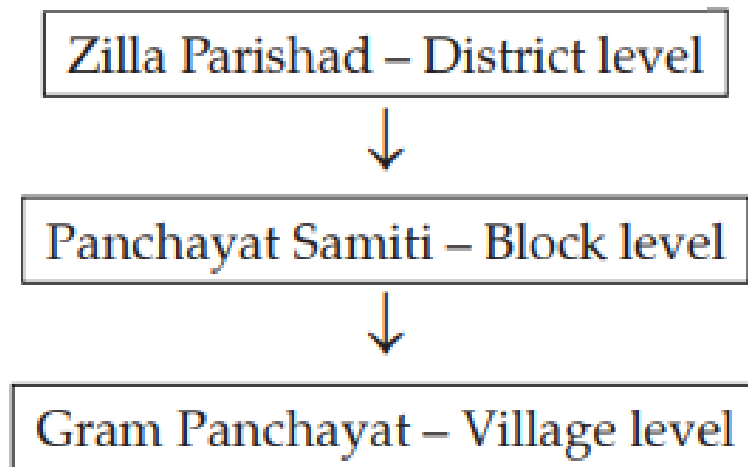 Zilla Parishad – District level
Panchayat Samiti – Block level
Gram Panchayat – Village level